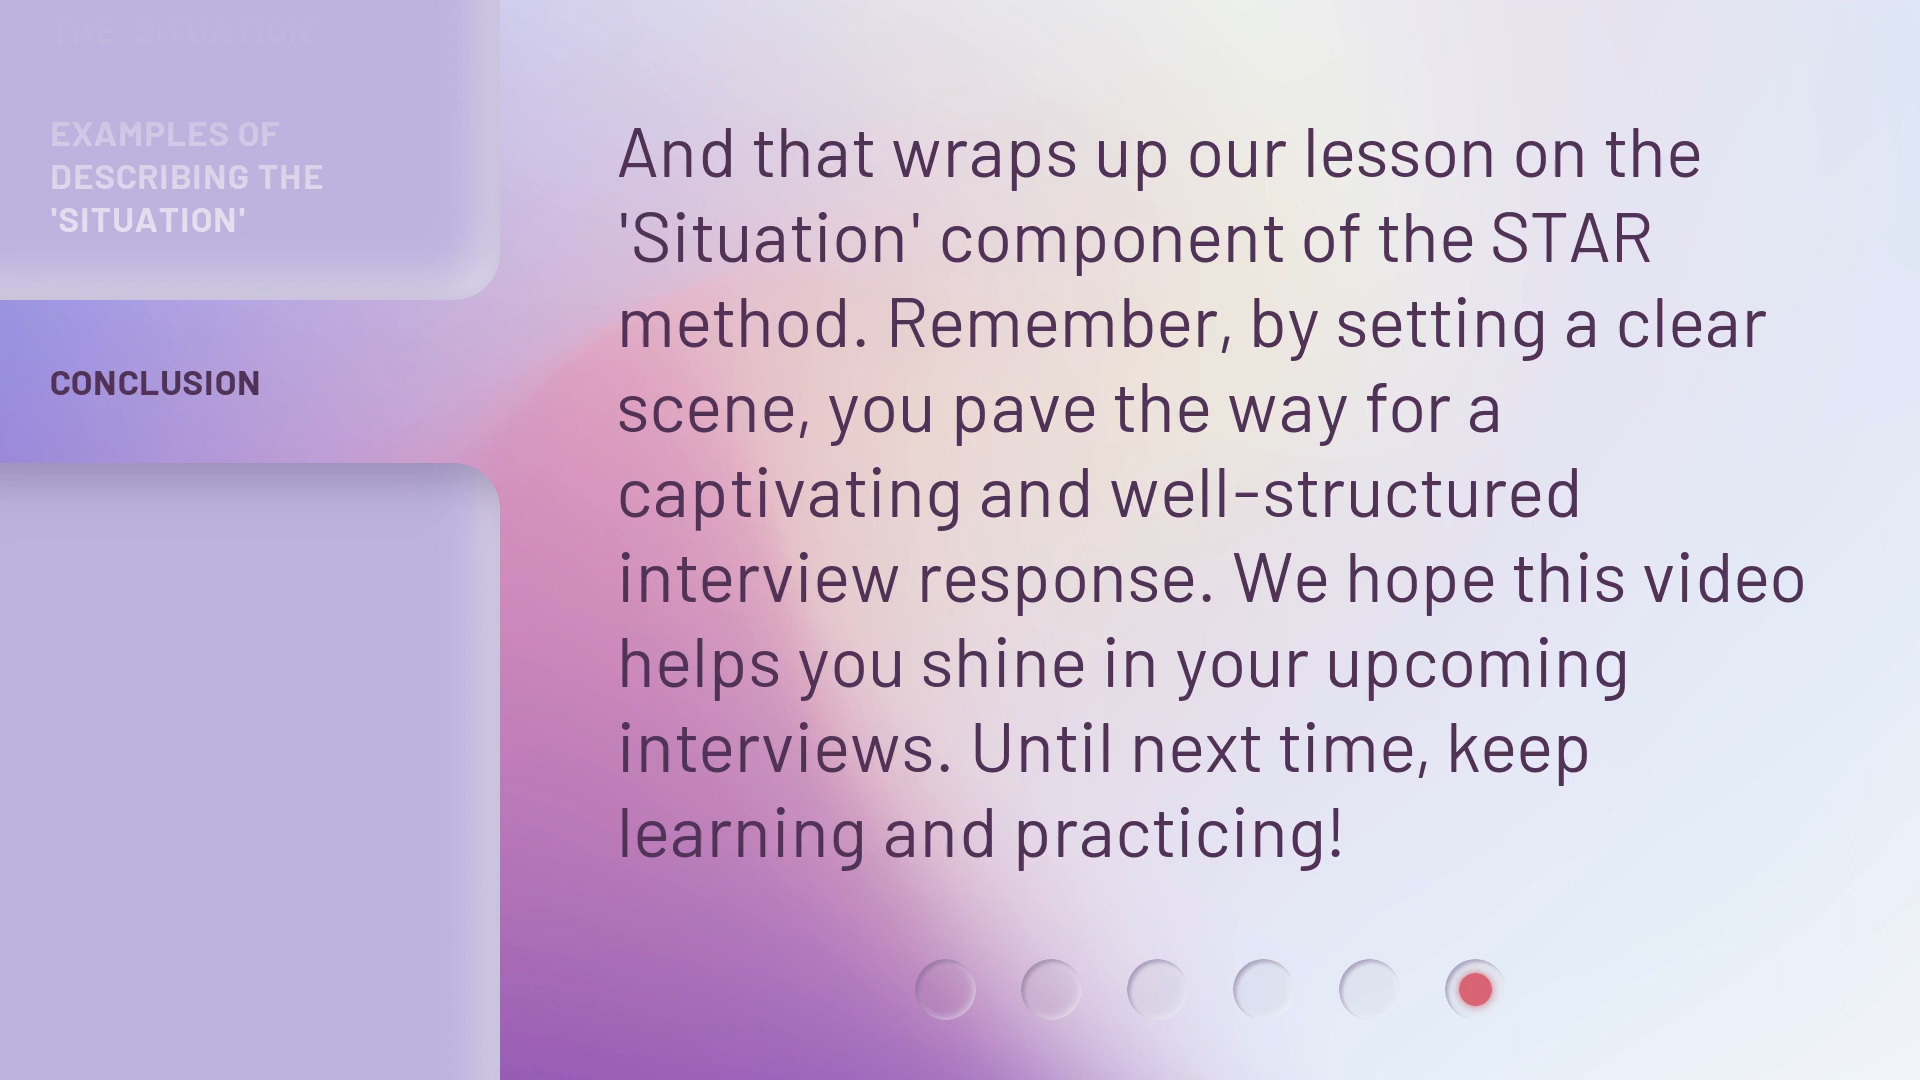 THE 'SITUATION'
EXAMPLES OF
DESCRIBING THE
'SITUATION'
CONCLUSION
And that wraps up our lesson on the
'Situation' component of the STAR
method. Remember, by setting a clear
scene, you pave the way for a
captivating and well-structured
interview response. We hope this video
helps you shine in your upcoming
interviews. Until next time, keep
learning and practicing!